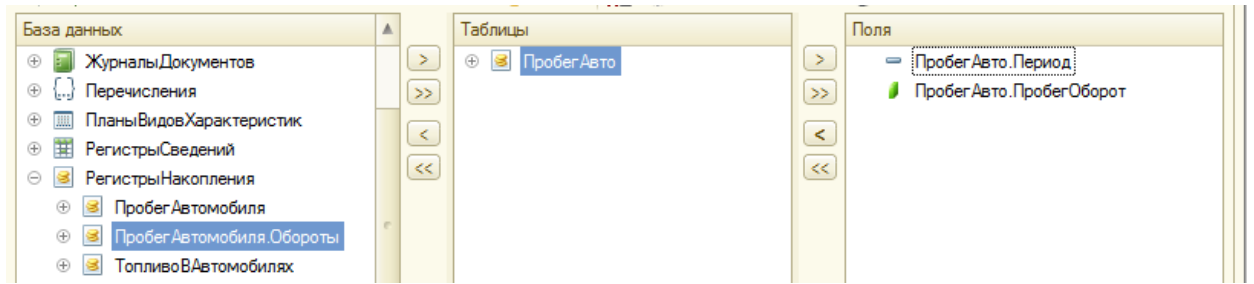 База данных
ЖурналыДокументов
Перечисления
ПланыВидовХарактеристик
РегистрыСведений
РегистрыНакопления
ПробегАвтомобиля
ПробегАвтомобиля.Обороты
ТопливоВАвтомобилях
>
>>
<
<<
Таблицы
ПробегАвто
>
>>
<
<<
Поля
ПробегАвто.Период
ПробегАвто.ПробегОборот